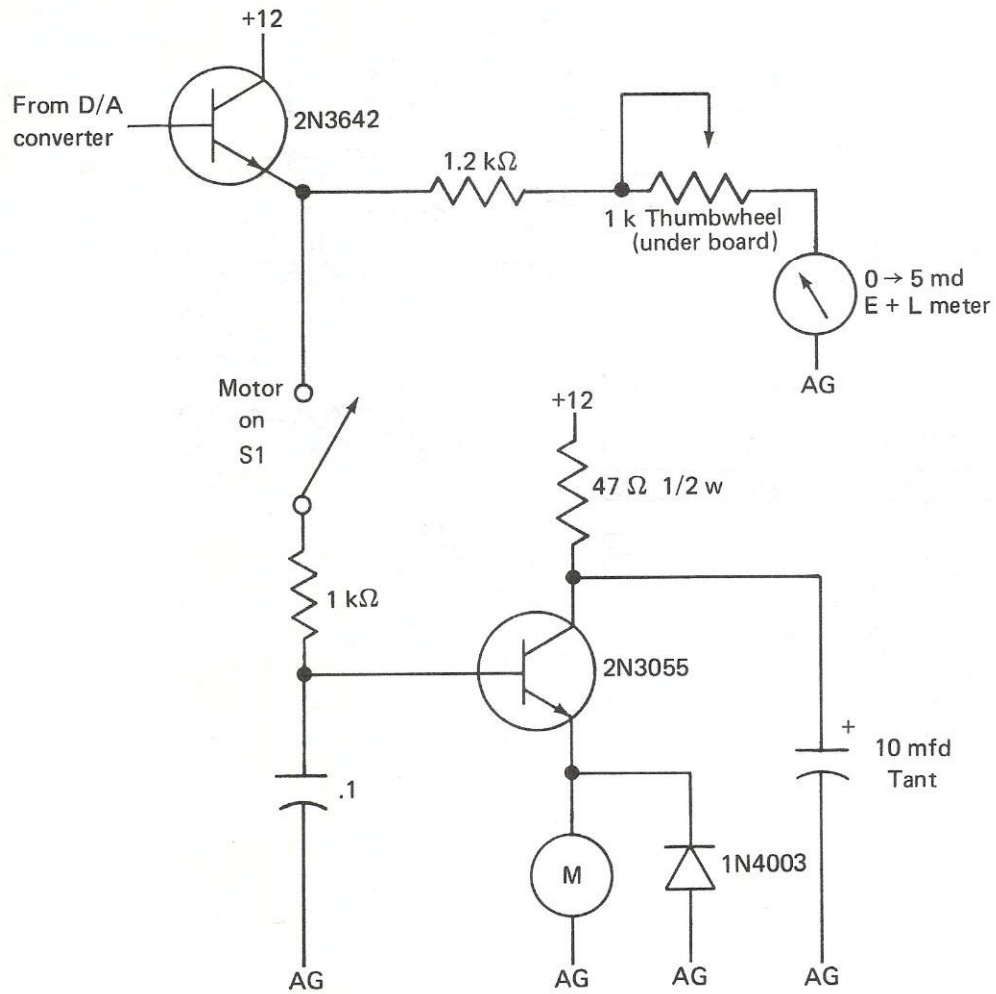 +12
From D/A
converter
2N3642
1.2 kΩ
1 k Thumbwheel
(under board)
0 → 5 md
E + L meter
AG
Motor
on
S1
+12
47 Ω 1/2 w
1 kΩ
2N3055
+
10 mfd
Tant
.1
M
1N4003
AG
AG
AG
AG